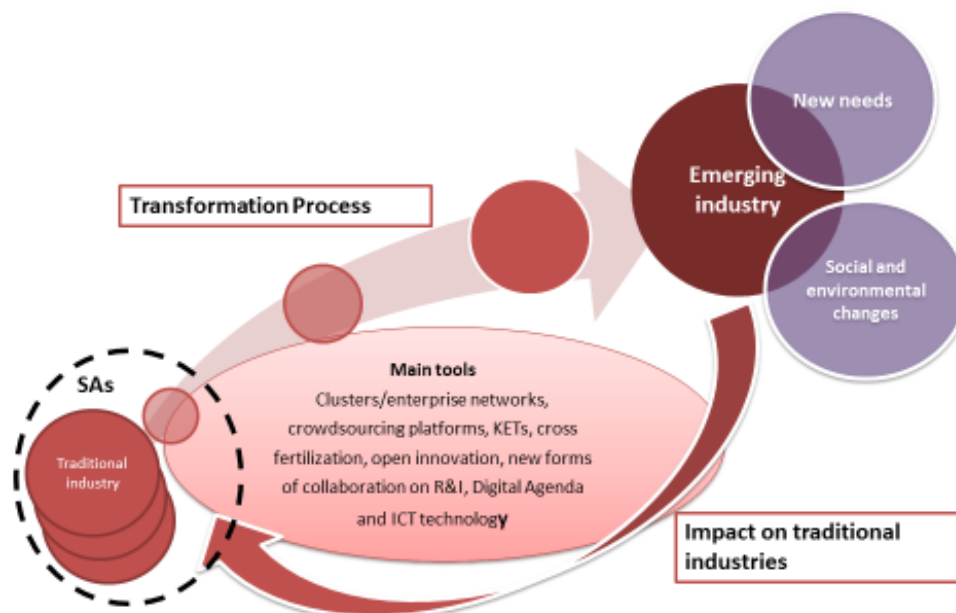 New needs
Emerging
industry
Transformation Process
Social and
environmental
changes
Main tools
SAs
Clusters/enterprise networks,
crowdsourcing platforms, KETs, cross
fertilization, open innovation, new forms
of collaboration on R&I, Digital Agenda
and ICT technology
Traditional
industry
Impact on traditional
industries